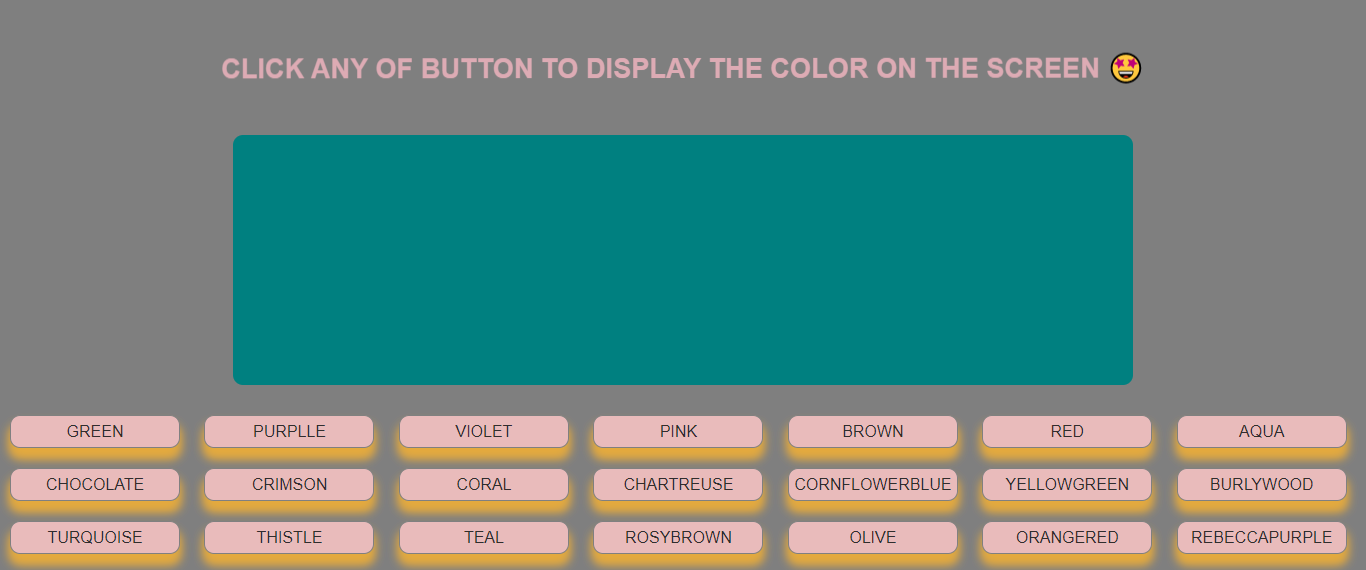 CLICK ANY OF BUTTON TO DISPLAY THE COLOR ON THE SCREEN 🤩
GREEN PURPLLE VIOLET PINK BROWN RED AQUA
CHOCOLATE CRIMSON CORAL CHARTREUSE CORNFLOWERBLUE YELLOWGREEN BURLYWOOD
TURQUOISE THISTLE TEAL ROSYBROWN OLIVE ORANGERED REBECCAPURPLE